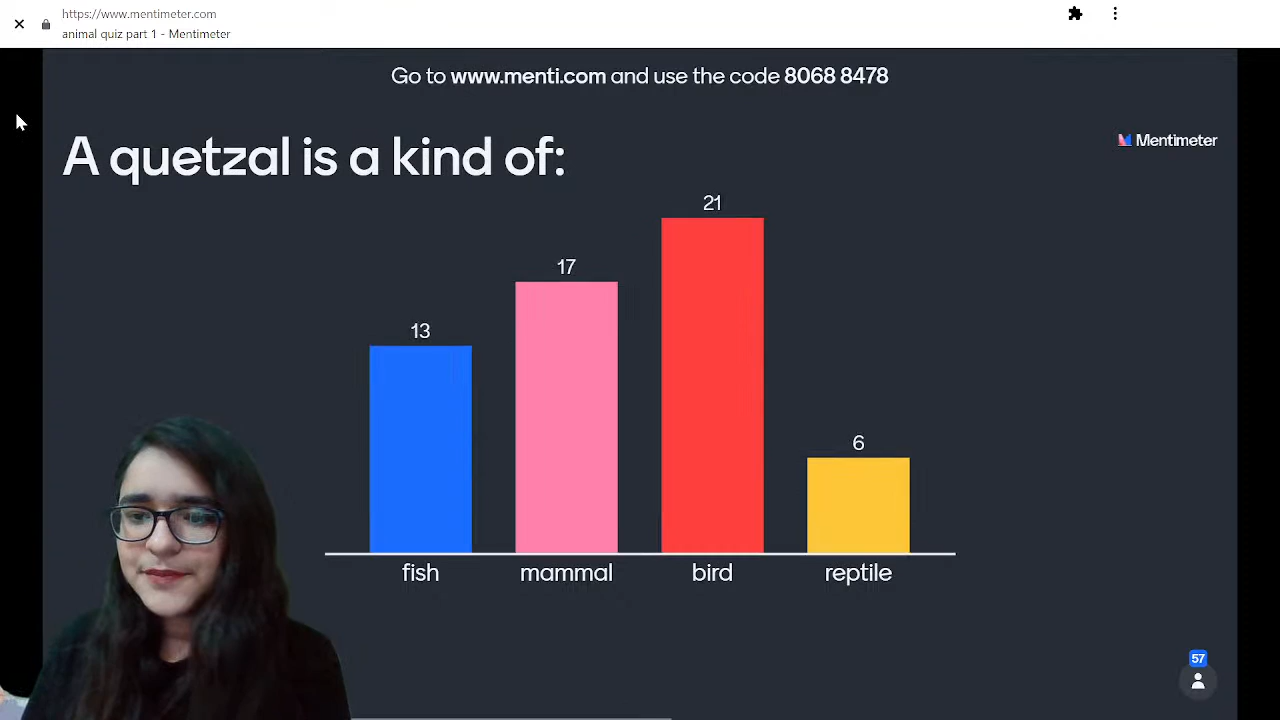 https://www.mentimeter.com
animal quiz part 1 - Mentimeter
Go to www.menti.com and use the code 8068 8478
A quetzal is a kind of:
Mentimeter
21
17
13
6
fish mammal bird reptile
57